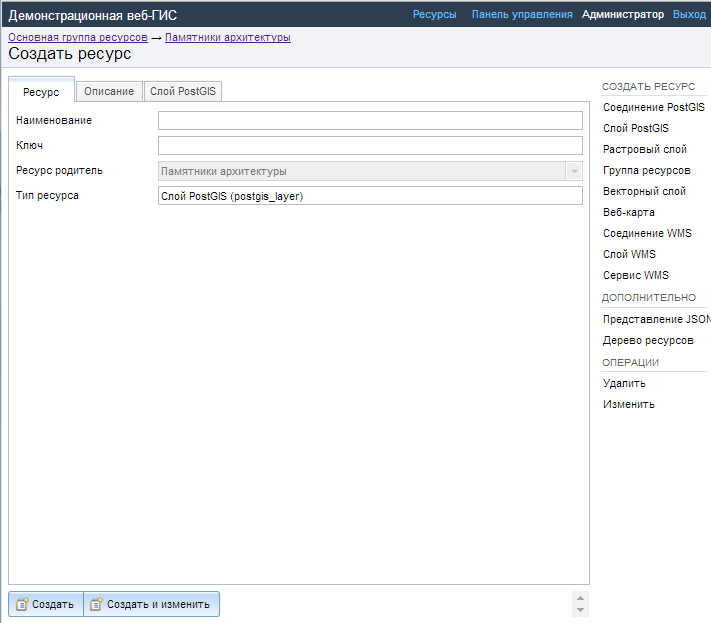 Демонстрационная веб-ГИС Ресурсы Панель управления Администратор Выход
Основная группа ресурсов → Памятники архитектуры
Создать ресурс
Ресурс Описание Слой PostGIS
Наименование
Ключ
Ресурс родитель Памятники архитектуры
Тип ресурса Слой PostGIS (postgis_layer)
Создать Создать и изменить
СОЗДАТЬ РЕСУРС
Соединение PostGIS
Слой PostGIS
Растровый слой
Группа ресурсов
Векторный слой
Веб-карта
Соединение WMS
Слой WMS
Сервис WMS
ДОПОЛНИТЕЛЬНО
Представление JSON
Дерево ресурсов
ОПЕРАЦИИ
Удалить
Изменить